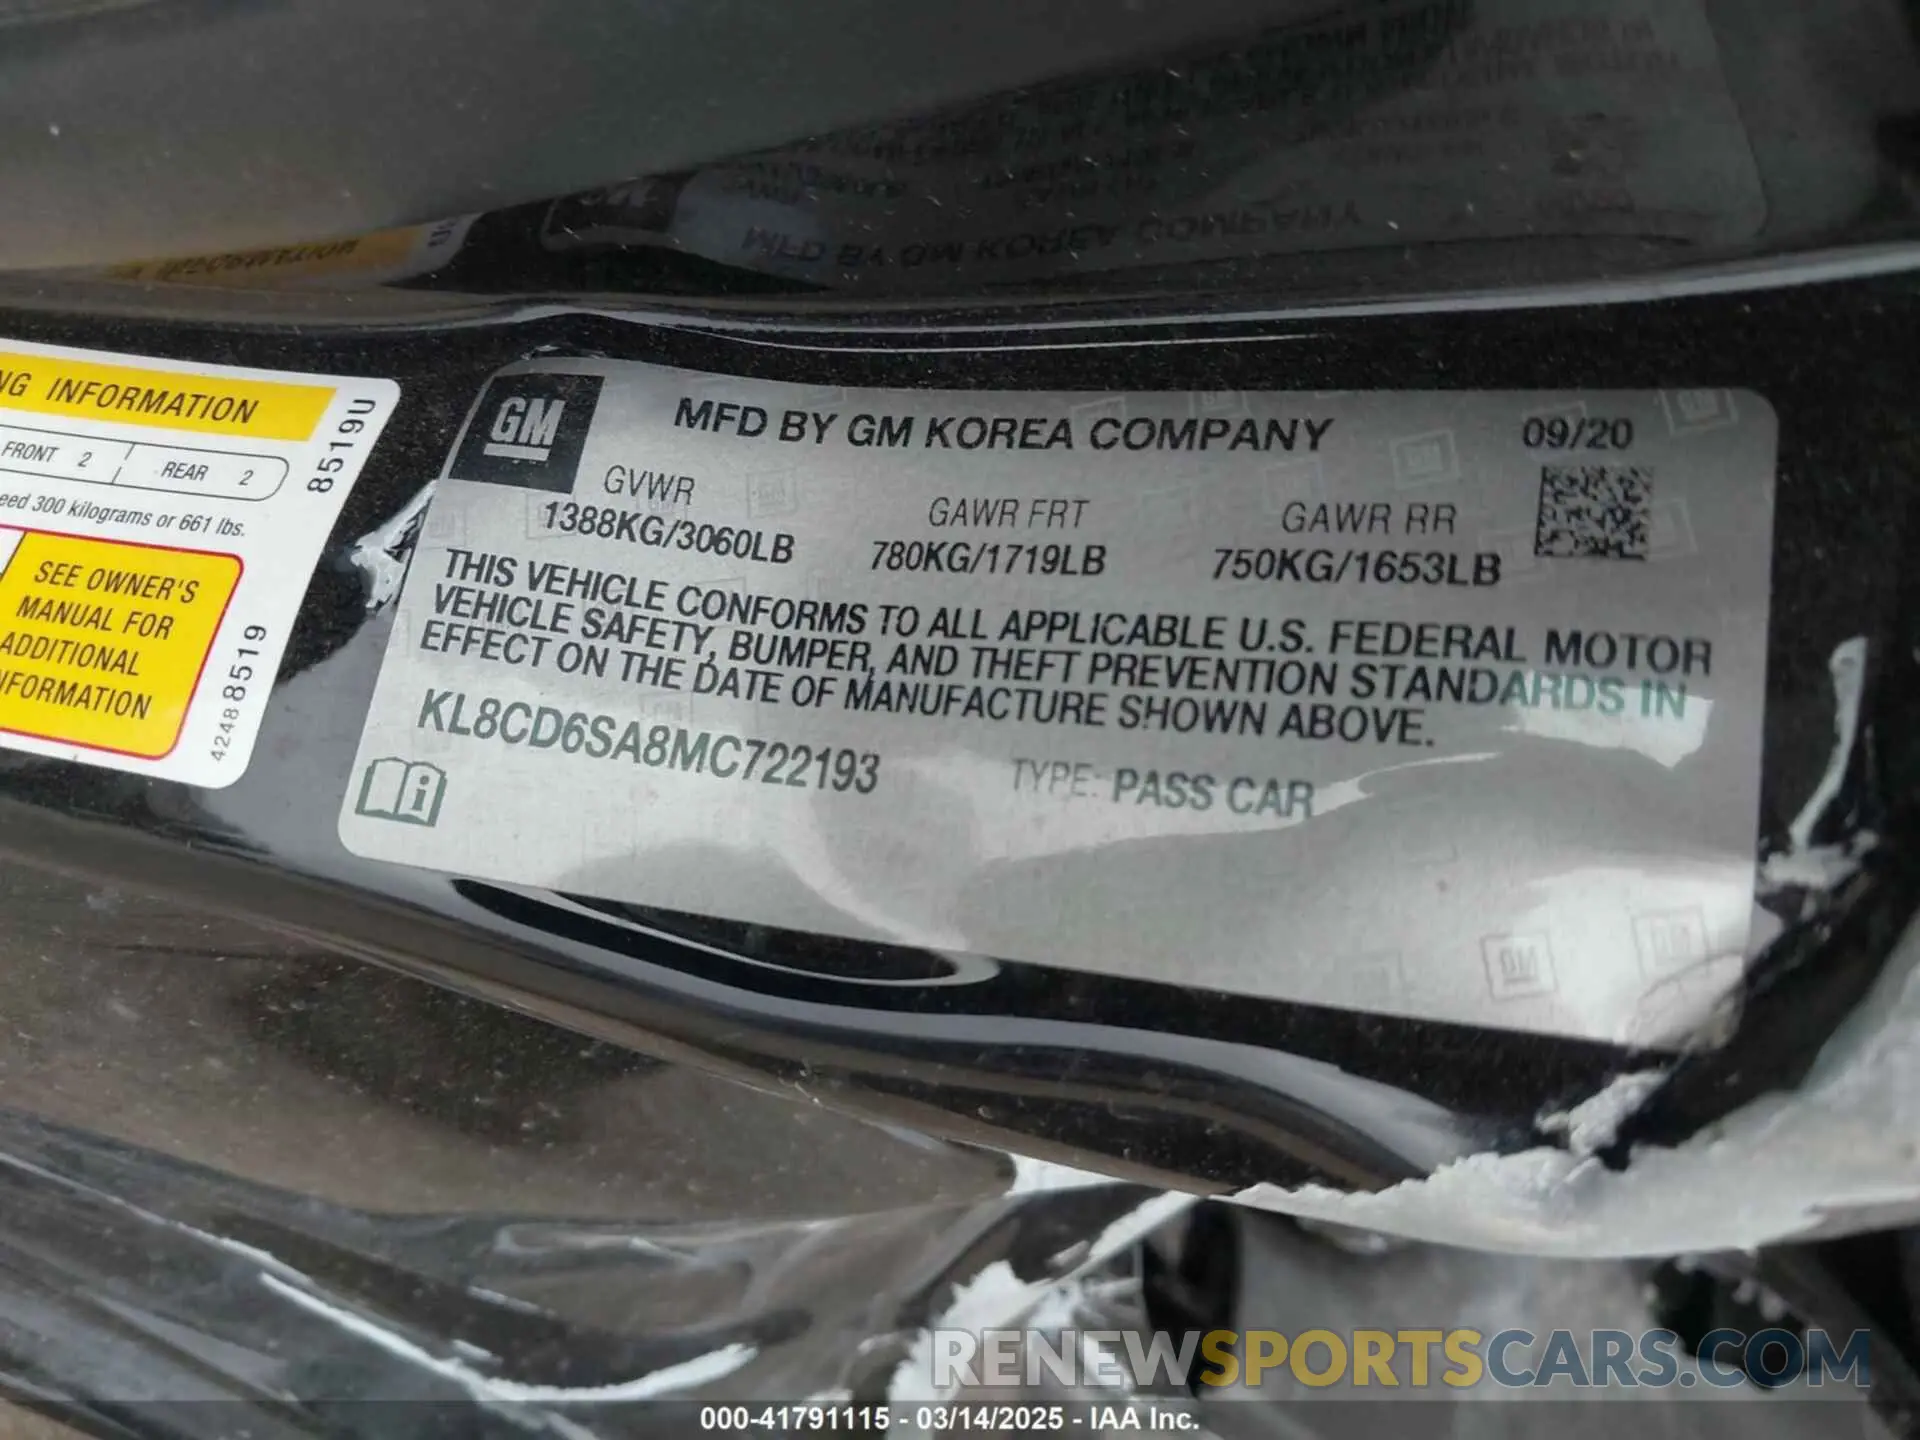 NG INFORMATION
FRONT 2 REAR 2
eed 300 kilograms or 661 lbs.
SEE OWNER'S
MANUAL FOR
ADDITIONAL
NFORMATION
8519U
42488519
GM
MFD BY GM KOREA COMPANY
09/20
GVWR GAWR FRT GAWR RR
1388KG/3060LB 780KG/1719LB 750KG/1653LB
THIS VEHICLE CONFORMS TO ALL APPLICABLE U.S. FEDERAL MOTOR
VEHICLE SAFETY, BUMPER, AND THEFT PREVENTION STANDARDS IN
EFFECT ON THE DATE OF MANUFACTURE SHOWN ABOVE.
KL8CD6SA8MC722193 TYPE: PASS CAR
RENEWSPORTSCARS.COM
000-41791115 - 03/14/2025 - IAA Inc.